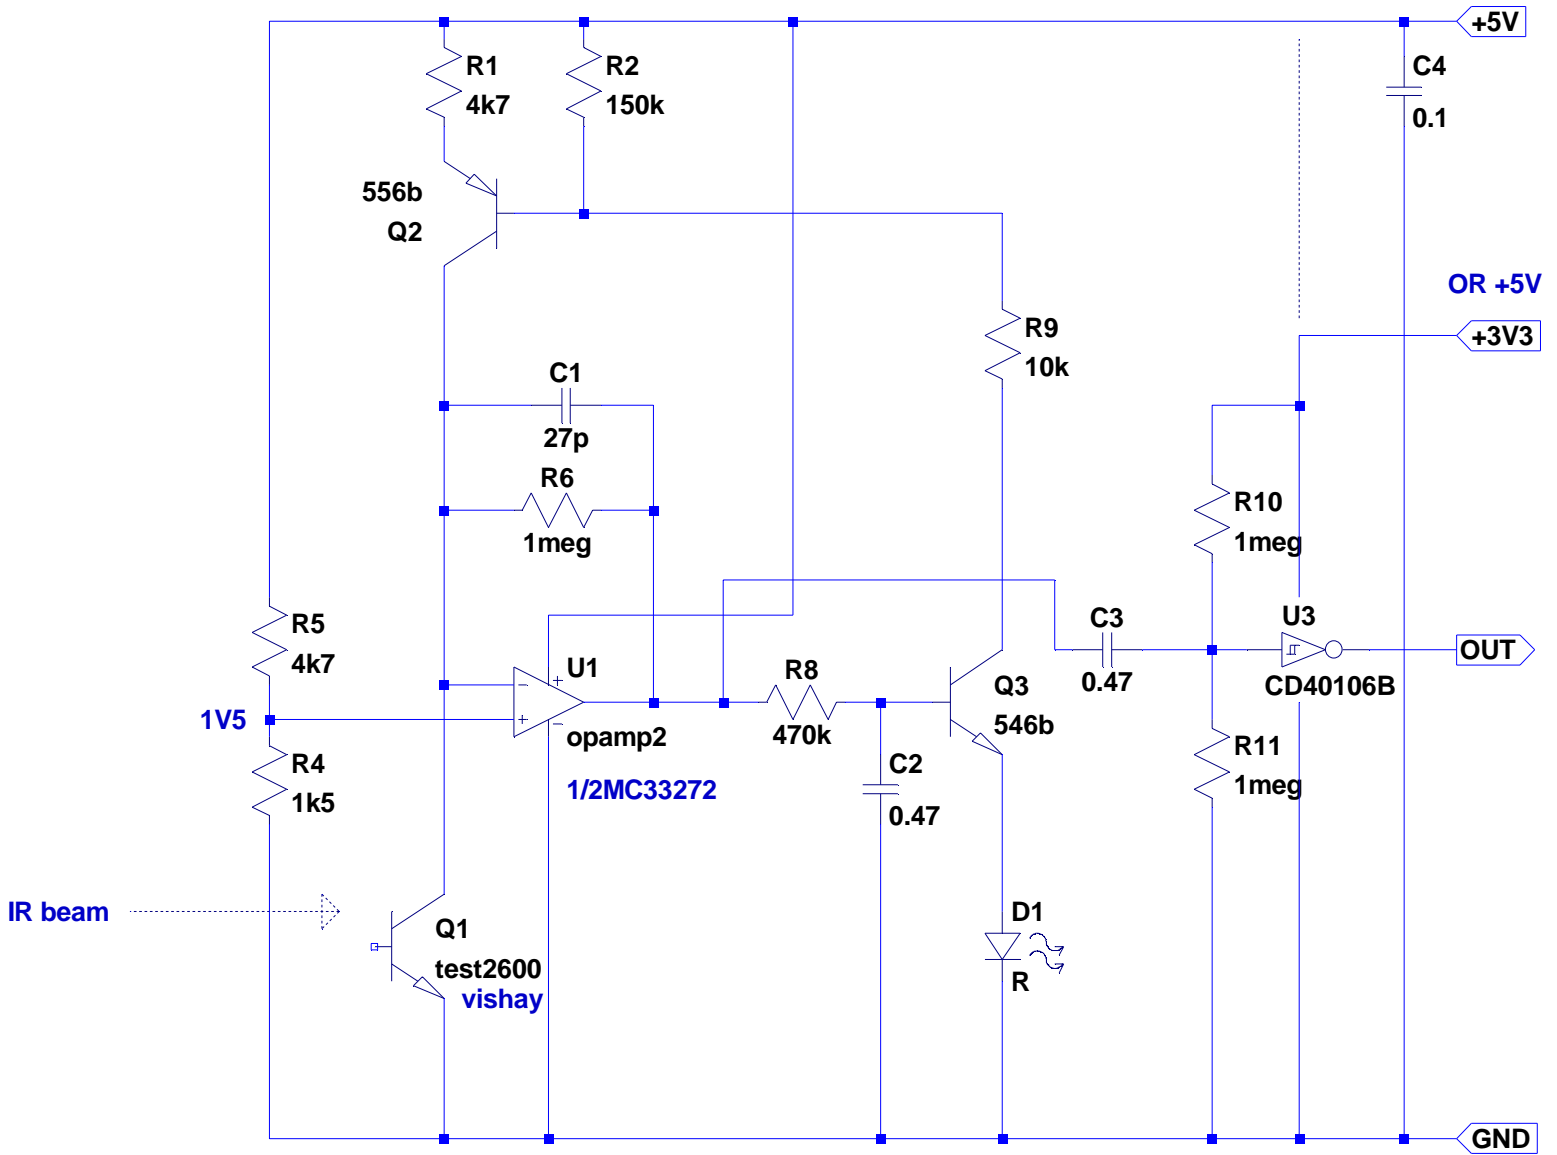 +5V
R1
4k7
R2
150k
C4
0.1
556b
Q2
OR +5V
+3V3
R9
10k
C1
27p
R6
1meg
R10
1meg
R5
4k7
C3
0.47
U3
CD40106B
OUT
1V5
-
+
+
-
U1
opamp2
1/2MC33272
R8
470k
Q3
546b
R4
1k5
C2
0.47
R11
1meg
IR beam
Q1
test2600
vishay
D1
R
GND